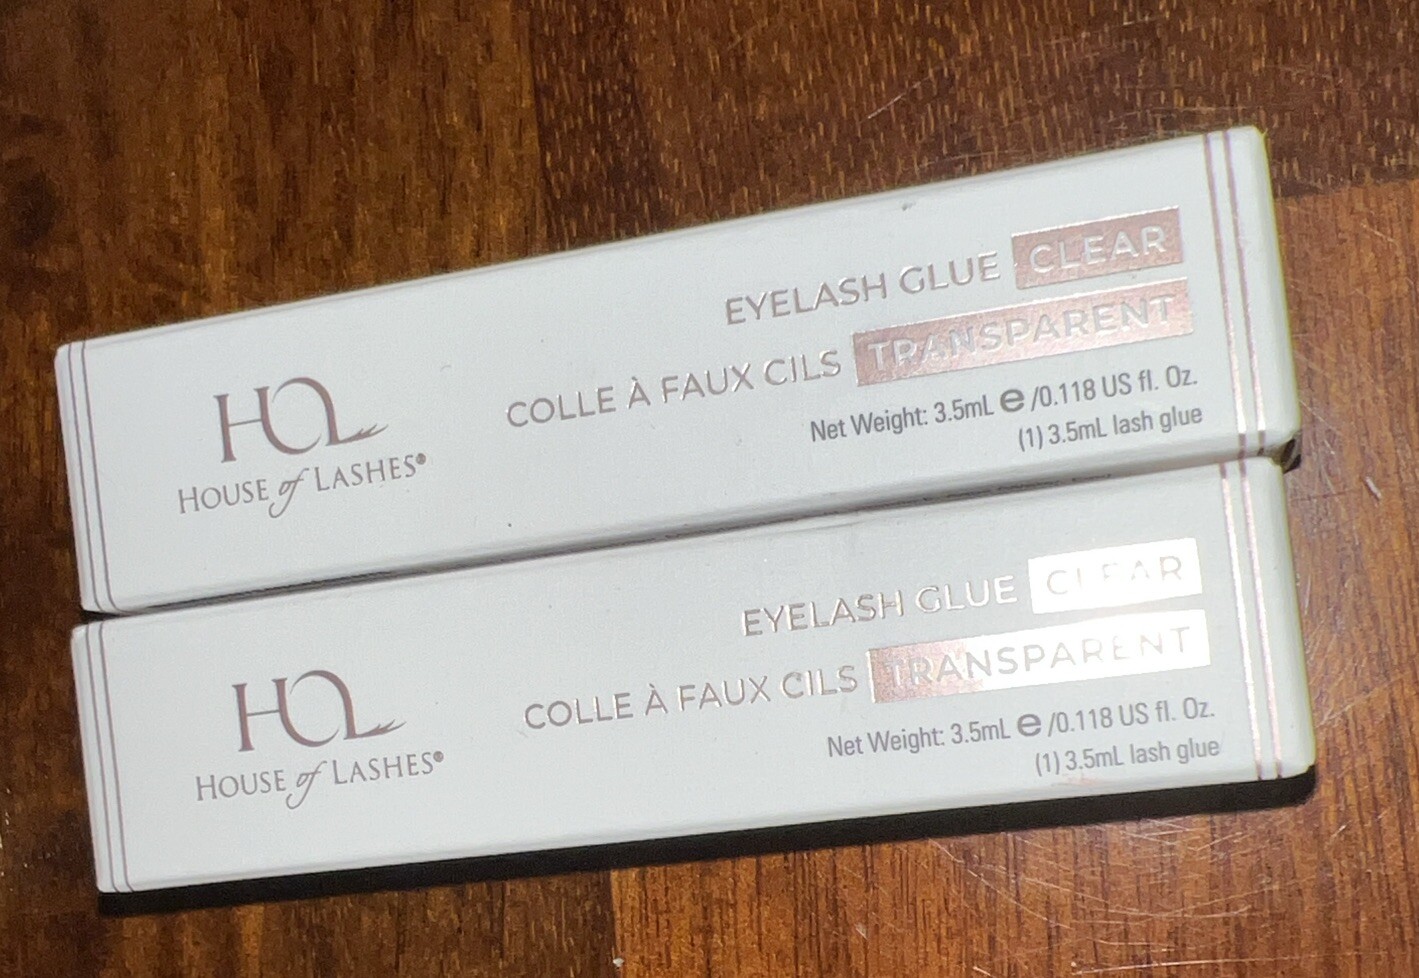 HOL
HOUSE of LASHES®
EYELASH GLUE CLEAR
COLLE À FAUX CILS TRANSPARENT
Net Weight: 3.5mL ℮/0.118 US fl. Oz.
(1) 3.5mL lash glue
HOL
HOUSE of LASHES®
EYELASH GLUE CLEAR
COLLE À FAUX CILS TRANSPARENT
Net Weight: 3.5mL ℮/0.118 US fl. Oz.
(1) 3.5mL lash glue